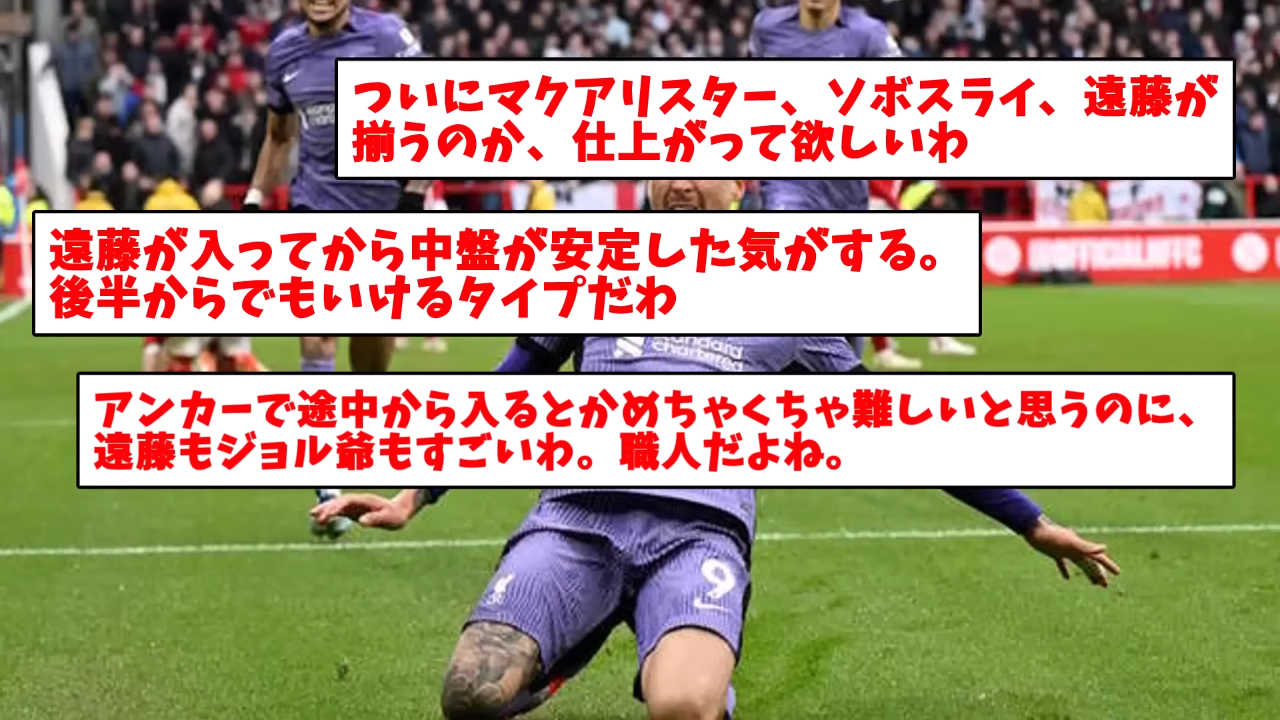 ついにマクアリスター、ソボスライ、遠藤が
揃うのか、仕上がって欲しいわ
遠藤が入ってから中盤が安定した気がする。
後半からでもいけるタイプだわ
アンカーで途中から入るとかめちゃくちゃ難しいと思うのに、
遠藤もジョル爺もすごいわ。職人だよね。
standard
chartered
9